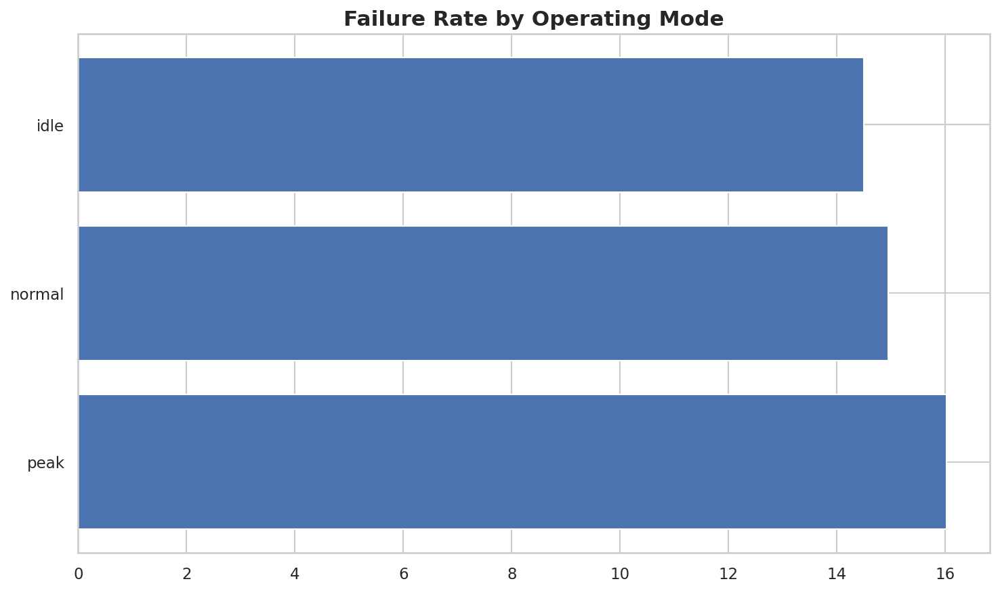 Failure Rate by Operating Mode
idle
normal
peak
0 2 4 6 8 10 12 14 16